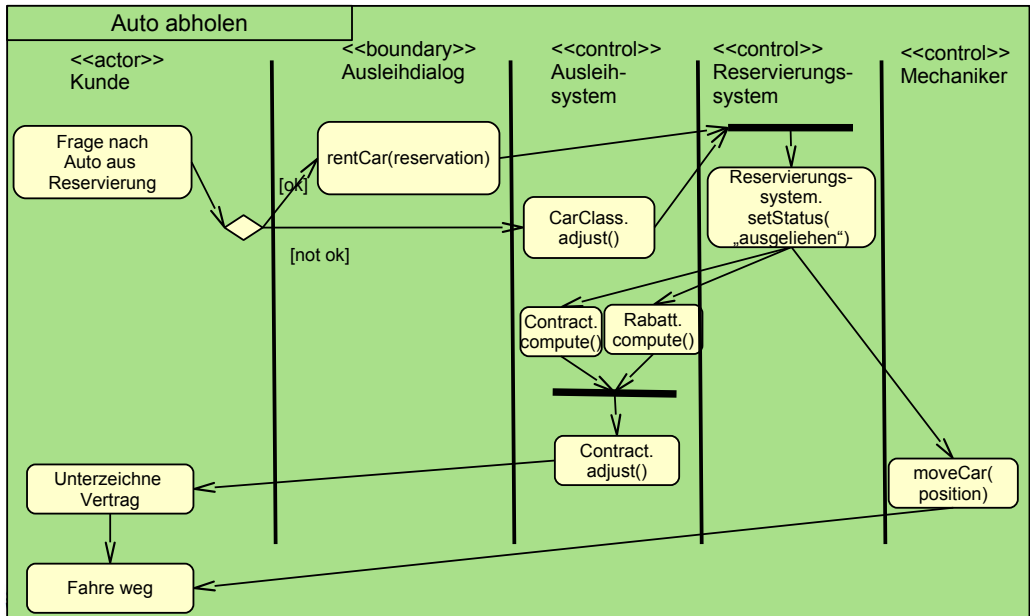 Auto abholen
<<actor>>
Kunde
<<boundary>>
Ausleihdialog
<<control>>
Ausleih-
system
<<control>>
Reservierungs-
system
<<control>>
Mechaniker
Frage nach
Auto aus
Reservierung
rentCar(reservation)
[ok]
[not ok]
CarClass.
adjust()
Reservierungs-
system.
setStatus(
„ausgeliehen“)
Contract.
compute()
Rabatt.
compute()
Contract.
adjust()
Unterzeichne
Vertrag
moveCar(
position)
Fahre weg